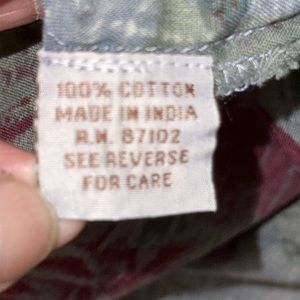 100% COTTON
MADE IN INDIA
R.N. 87102
SEE REVERSE
FOR CARE